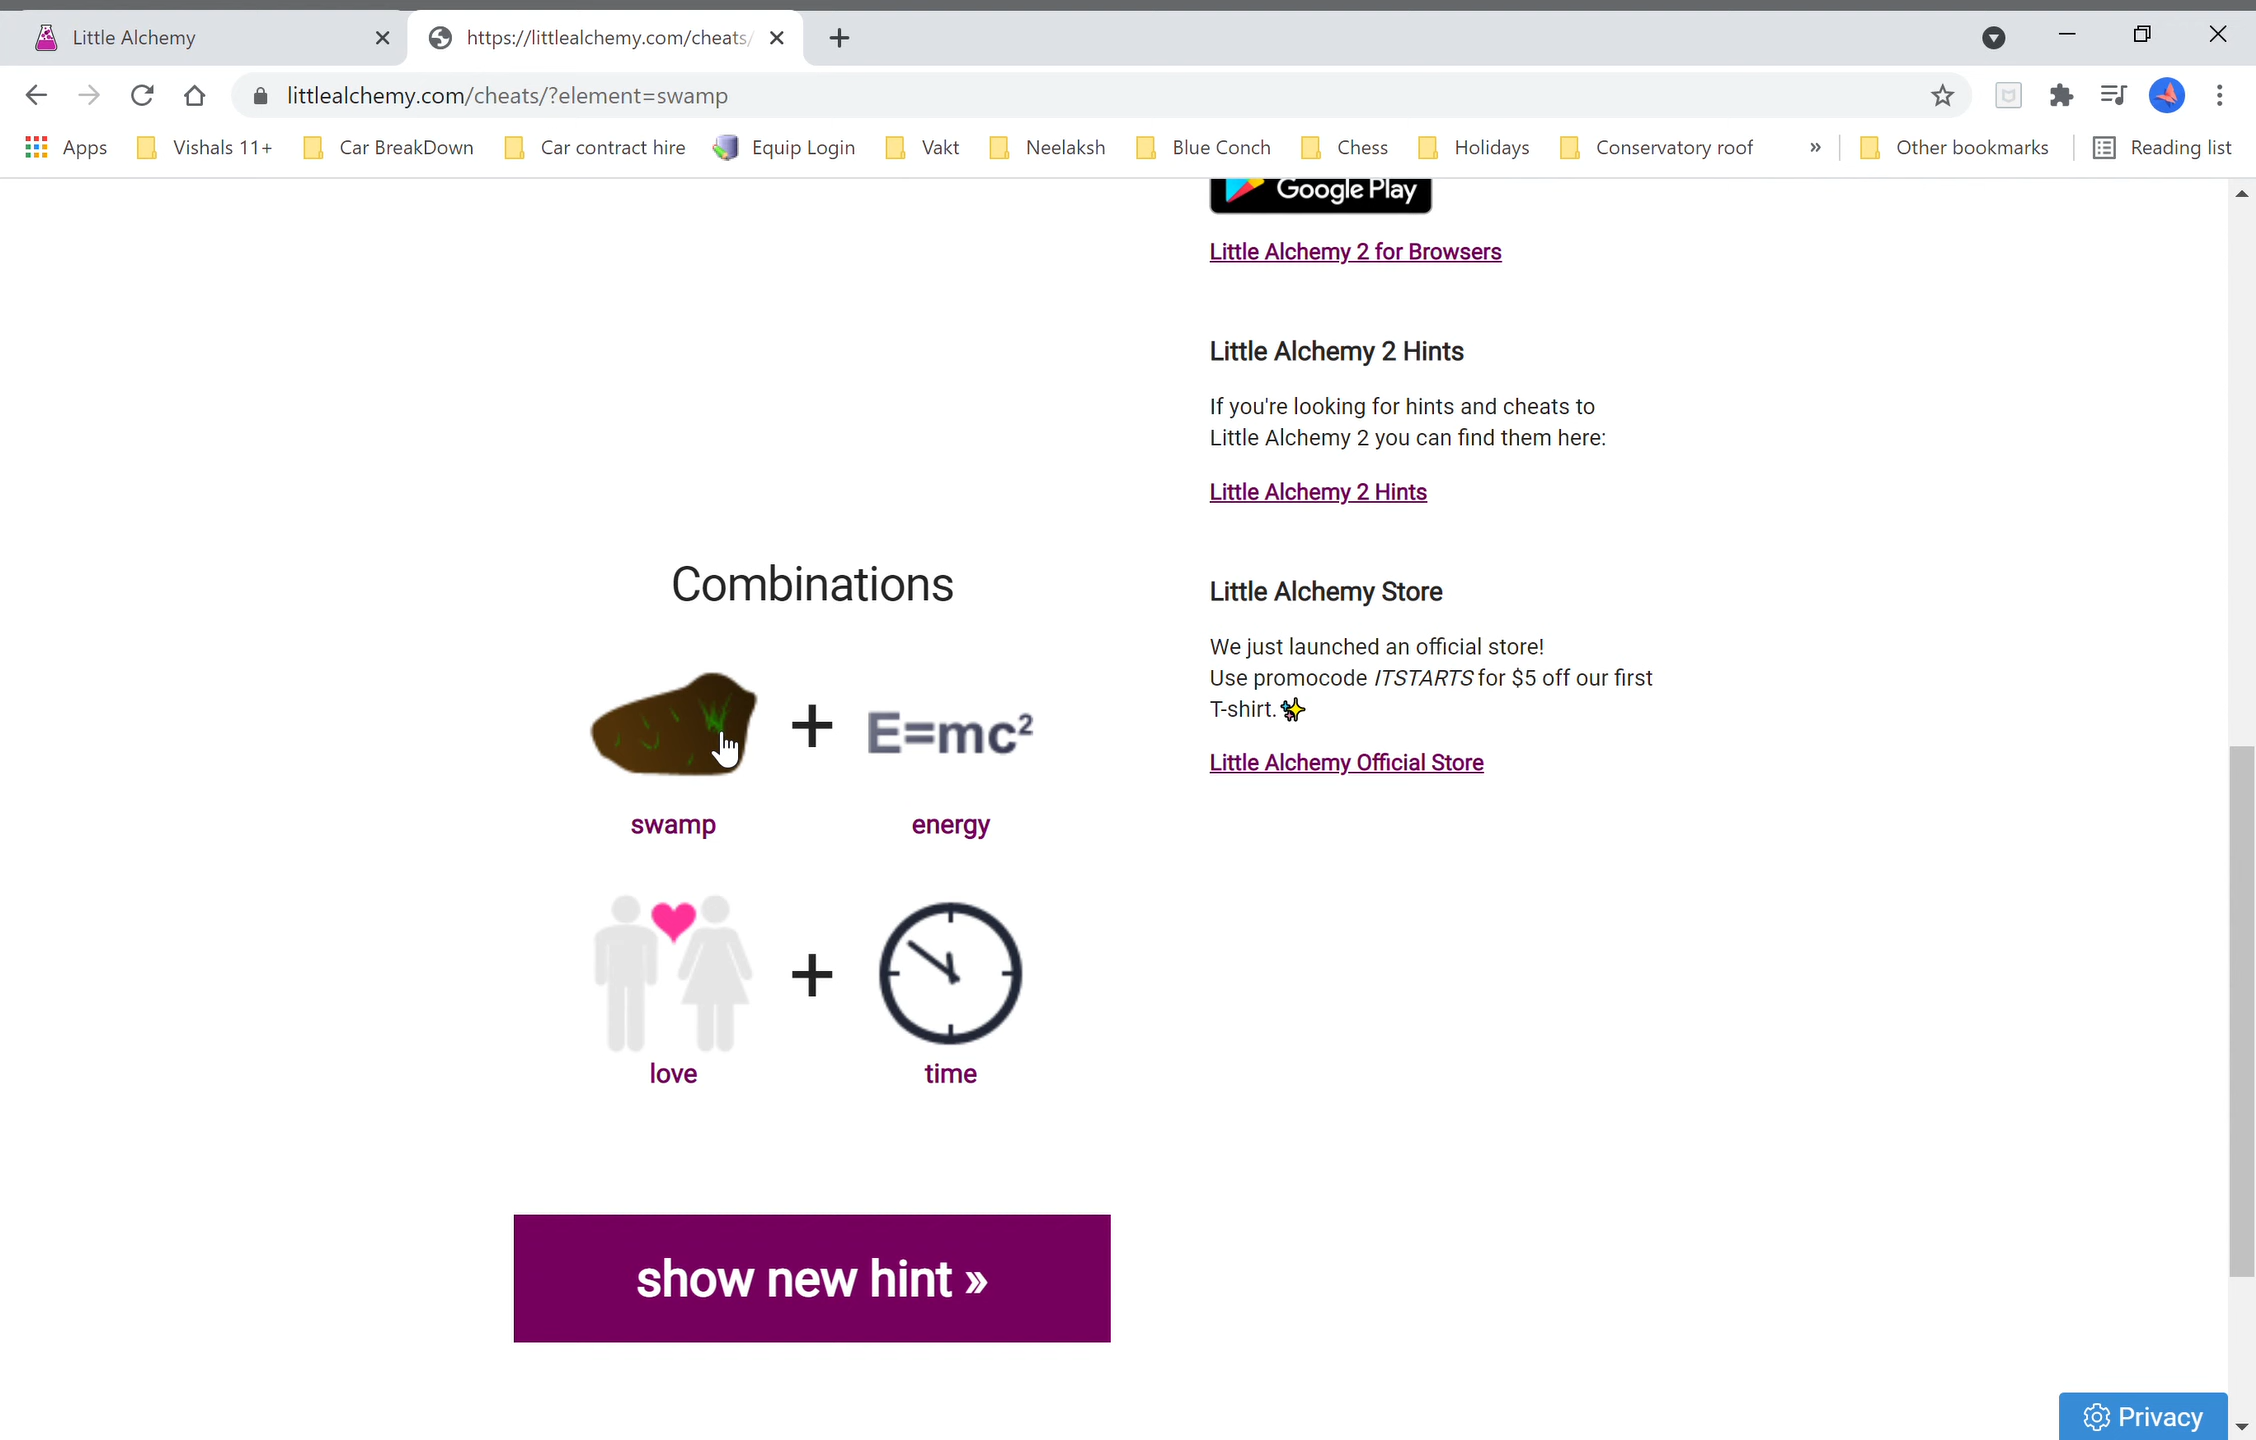 Little Alchemy
https://littlealchemy.com/cheats/
littlealchemy.com/cheats/?element=swamp
Apps
Vishals 11+
Car BreakDown
Car contract hire
Equip Login
Vakt
Neelaksh
Blue Conch
Chess
Holidays
Conservatory roof
»
Other bookmarks
Reading list
Google Play
Little Alchemy 2 for Browsers
Little Alchemy 2 Hints
If you're looking for hints and cheats to
Little Alchemy 2 you can find them here:
Little Alchemy 2 Hints
Combinations
+
E=mc²
swamp
energy
+
love
time
show new hint »
Little Alchemy Store
We just launched an official store!
Use promocode ITSTARTS for $5 off our first
T-shirt.✨
Little Alchemy Official Store
Privacy